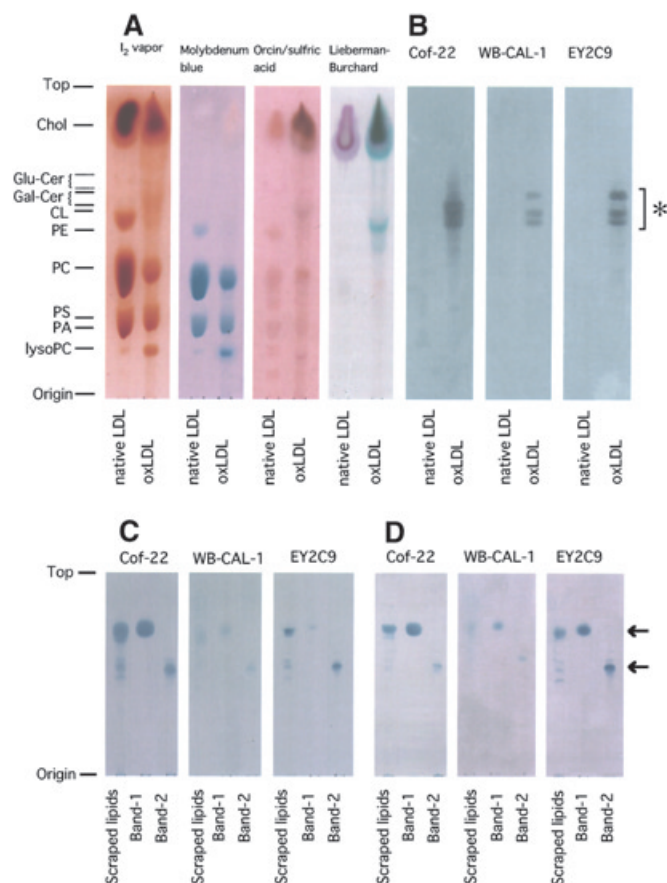 A
B
I₂ vapor
Molybdenum blue
Orcin/sulfric acid
Lieberman-Burchard
Cof-22
WB-CAL-1
EY2C9
Top
Chol
Glu-Cer
Gal-Cer
CL
PE
PC
PS
PA
lysoPC
Origin
*
native LDL
oxLDL
native LDL
oxLDL
native LDL
oxLDL
native LDL
oxLDL
native LDL
oxLDL
native LDL
oxLDL
native LDL
oxLDL
C
D
Cof-22
WB-CAL-1
EY2C9
Cof-22
WB-CAL-1
EY2C9
Top
Origin
Scraped lipids
Band-1
Band-2
Scraped lipids
Band-1
Band-2
Scraped lipids
Band-1
Band-2
Scraped lipids
Band-1
Band-2
Scraped lipids
Band-1
Band-2
Scraped lipids
Band-1
Band-2